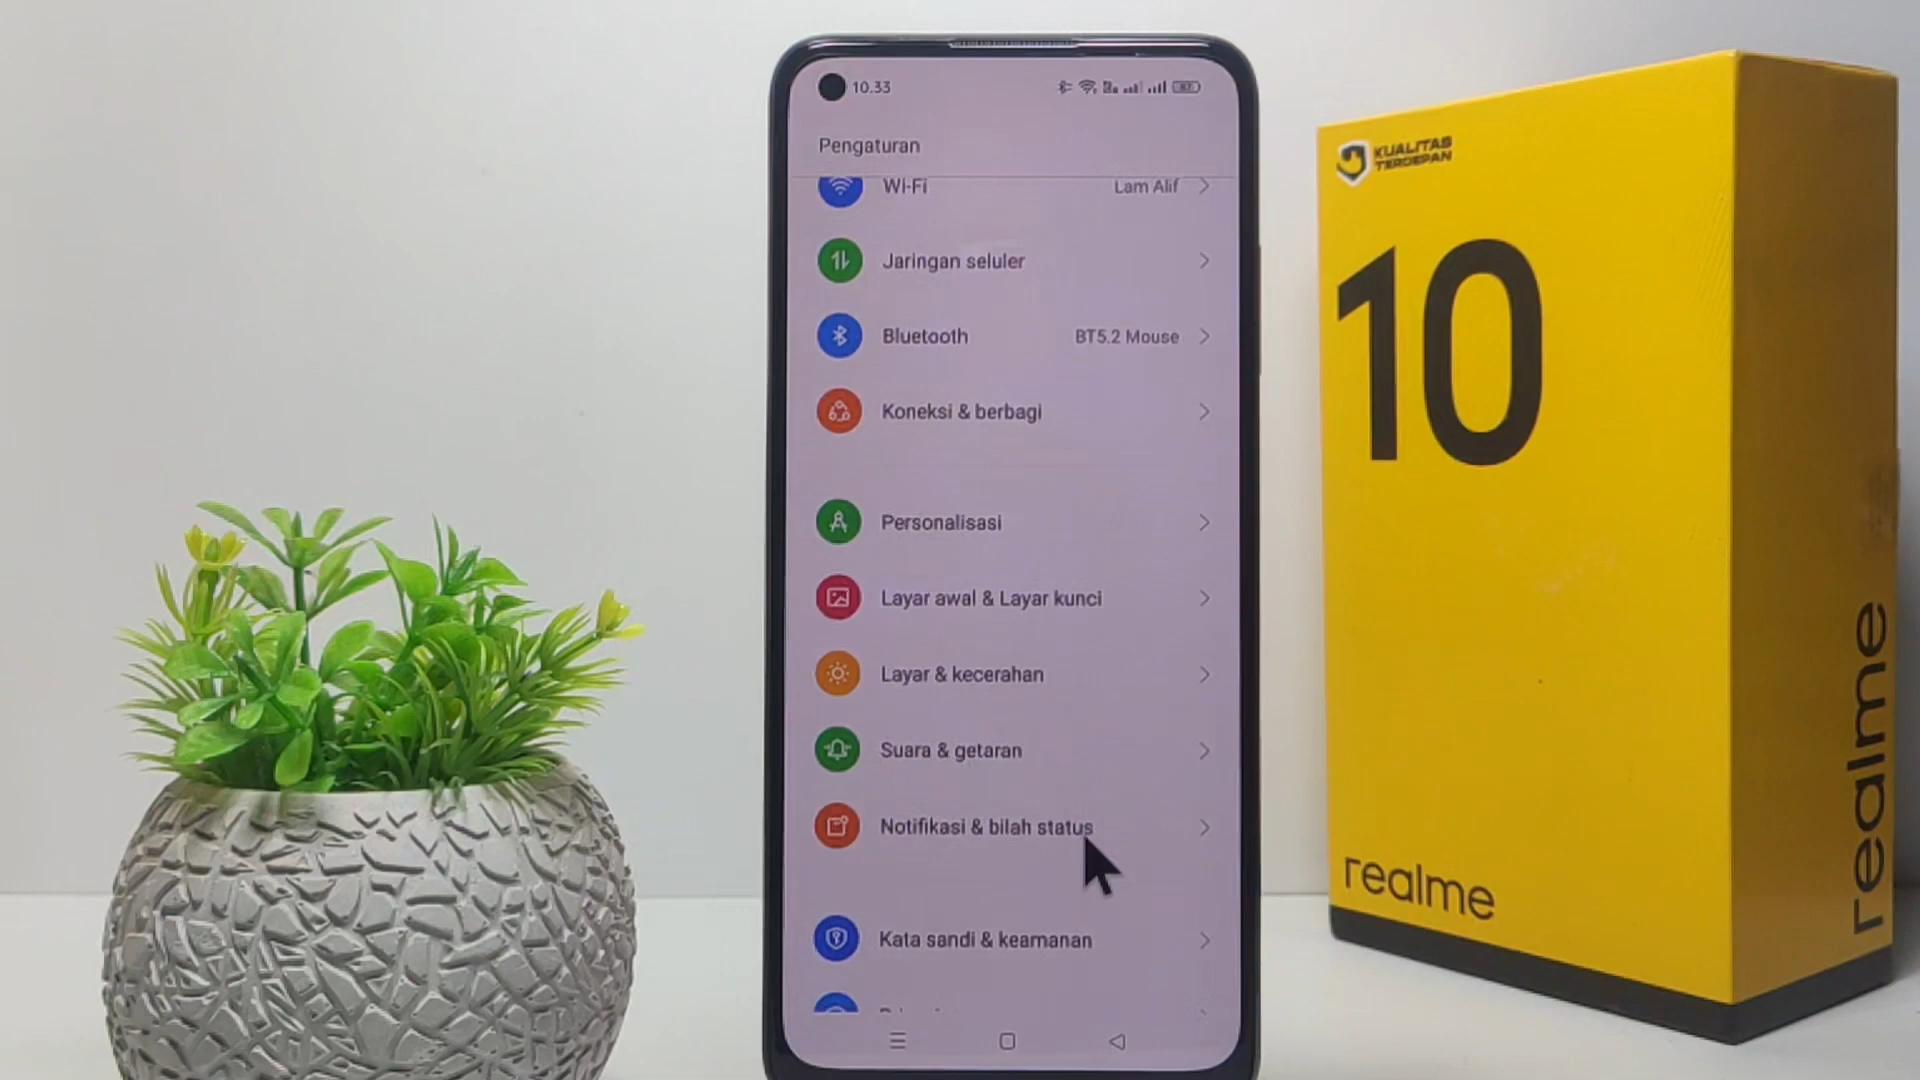 10.33
Pengaturan
Wi-Fi
Lam Alif
Jaringan seluler
Bluetooth
BT5.2 Mouse
Koneksi & berbagi
Personalisasi
Layar awal & Layar kunci
Layar & kecerahan
Suara & getaran
Notifikasi & bilah status
Kata sandi & keamanan
KUALITAS
TERDEPAN
10
realme
realme